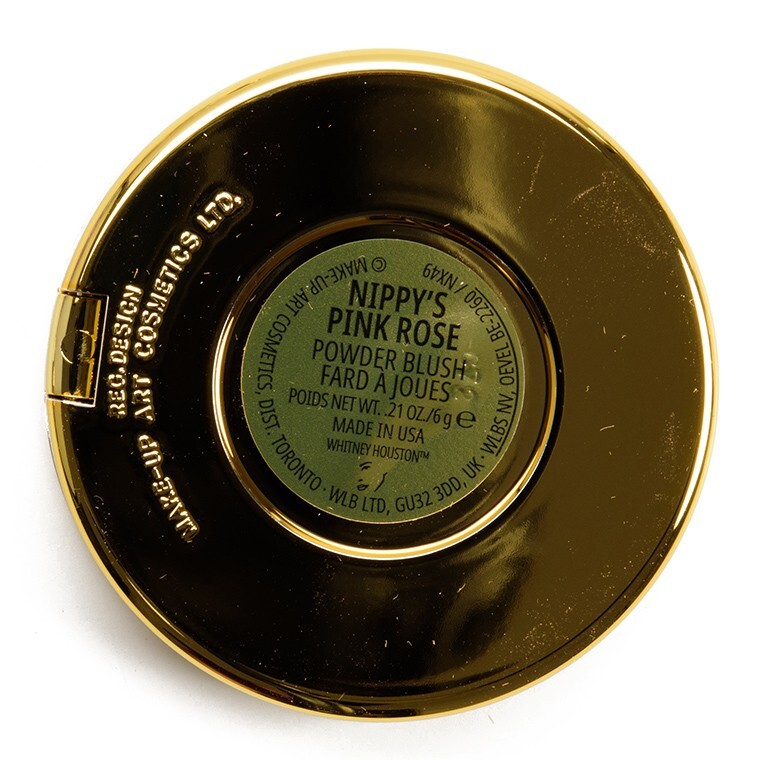 REG. DESIGN
MAKE-UP ART COSMETICS LTD.
NIPPY'S
PINK ROSE
POWDER BLUSH
FARD À JOUES
POIDS NET WT. .21 OZ./6 g ℮
MADE IN USA
WHITNEY HOUSTON™
© MAKE-UP ART COSMETICS, DIST. TORONTO · WLB LTD, GU32 3DD, UK · WLBS NV, OEVEL BE-2260 / NX49